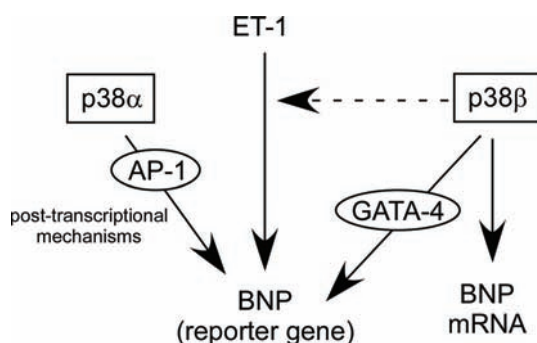 ET-1
p38α
p38β
AP-1
post-transcriptional
mechanisms
GATA-4
BNP
(reporter gene)
BNP
mRNA